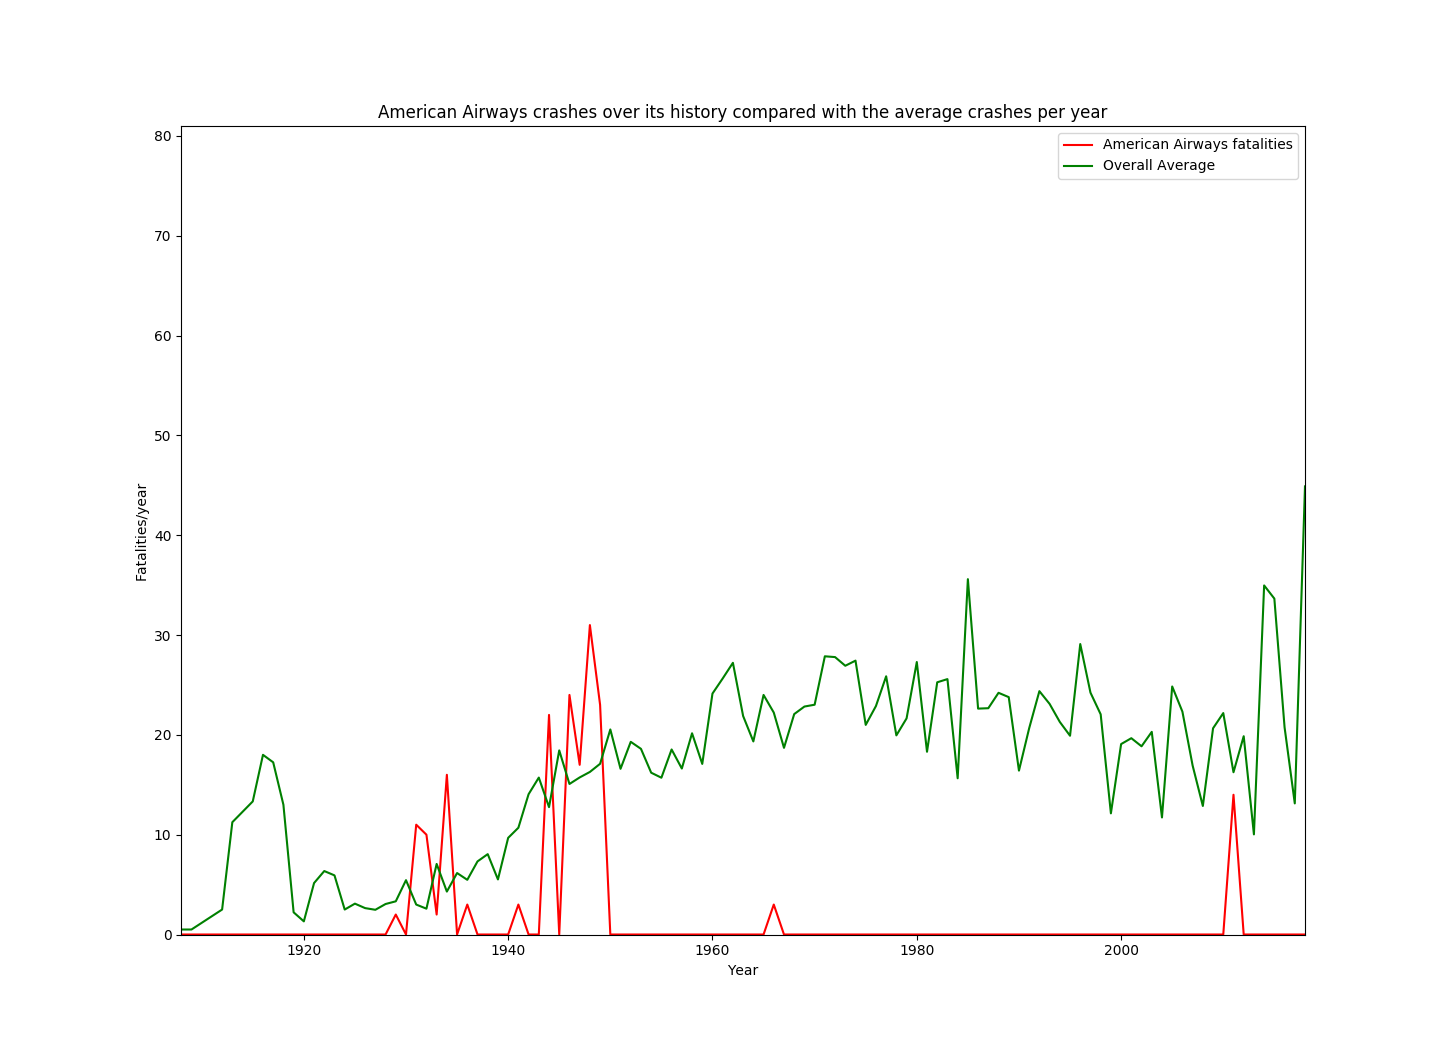 American Airways crashes over its history compared with the average crashes per year
American Airways fatalities
Overall Average
80
70
60
50
40
30
20
10
0
Fatalities/year
1920 1940 1960 1980 2000
Year